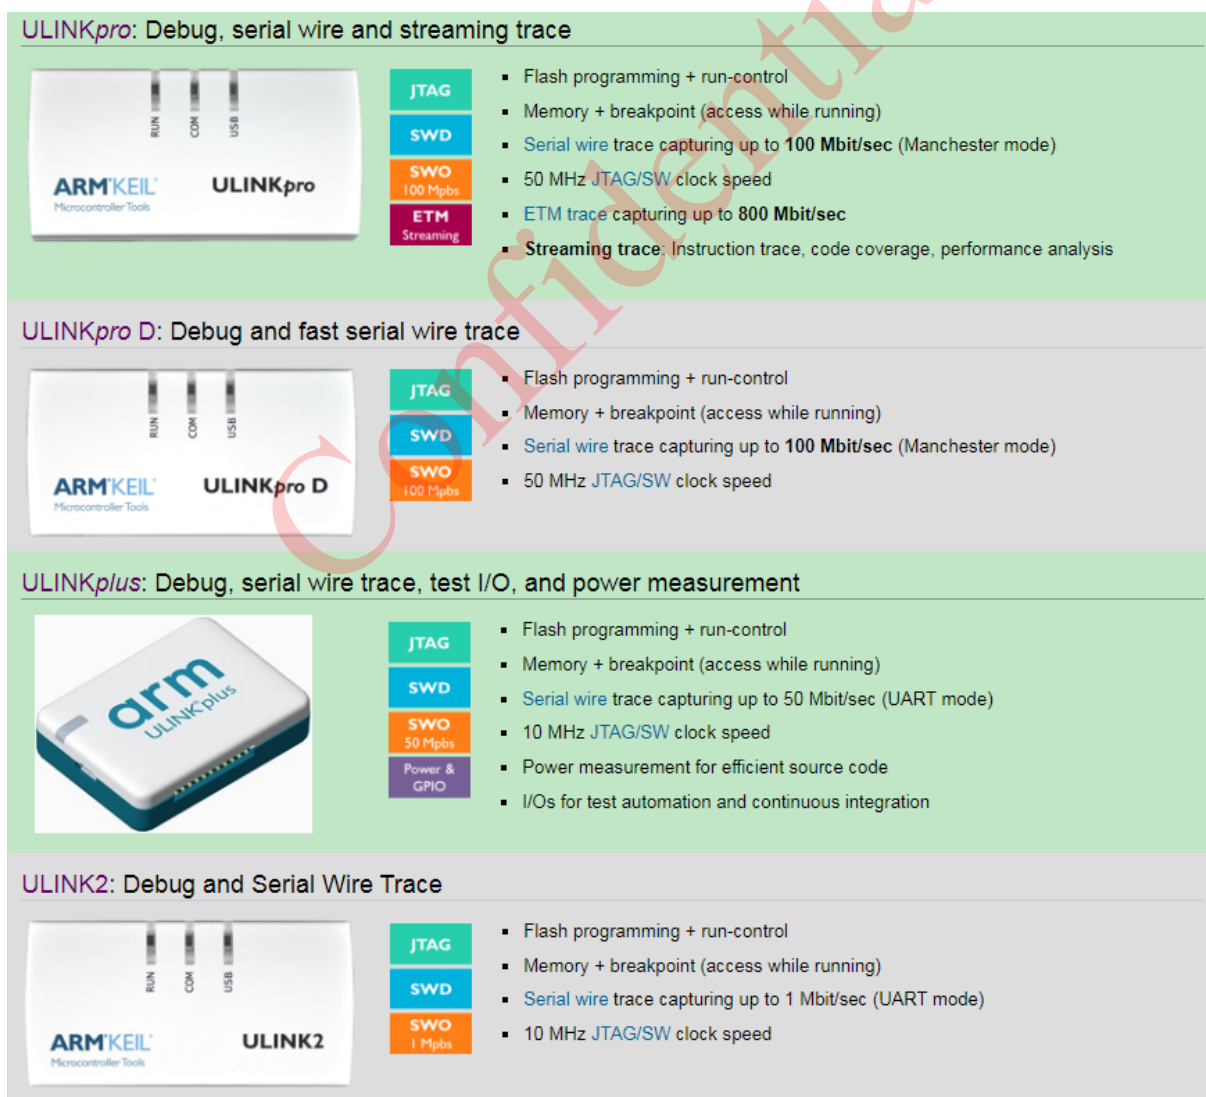 ULINKpro: Debug, serial wire and streaming trace
RUN
COM
USB
ARM®KEIL®
Microcontroller Tools
ULINKpro
JTAG
SWD
SWO
100 Mpbs
ETM
Streaming
Flash programming + run-control
Memory + breakpoint (access while running)
Serial wire trace capturing up to 100 Mbit/sec (Manchester mode)
50 MHz JTAG/SW clock speed
ETM trace capturing up to 800 Mbit/sec
Streaming trace: Instruction trace, code coverage, performance analysis
ULINKpro D: Debug and fast serial wire trace
RUN
COM
USB
ARM®KEIL®
Microcontroller Tools
ULINKpro D
JTAG
SWD
SWO
100 Mpbs
Flash programming + run-control
Memory + breakpoint (access while running)
Serial wire trace capturing up to 100 Mbit/sec (Manchester mode)
50 MHz JTAG/SW clock speed
ULINKplus: Debug, serial wire trace, test I/O, and power measurement
arm
ULINKplus
JTAG
SWD
SWO
50 Mpbs
Power &
GPIO
Flash programming + run-control
Memory + breakpoint (access while running)
Serial wire trace capturing up to 50 Mbit/sec (UART mode)
10 MHz JTAG/SW clock speed
Power measurement for efficient source code
I/Os for test automation and continuous integration
ULINK2: Debug and Serial Wire Trace
RUN
COM
USB
ARM®KEIL®
Microcontroller Tools
ULINK2
JTAG
SWD
SWO
1 Mpbs
Flash programming + run-control
Memory + breakpoint (access while running)
Serial wire trace capturing up to 1 Mbit/sec (UART mode)
10 MHz JTAG/SW clock speed
Confidentia